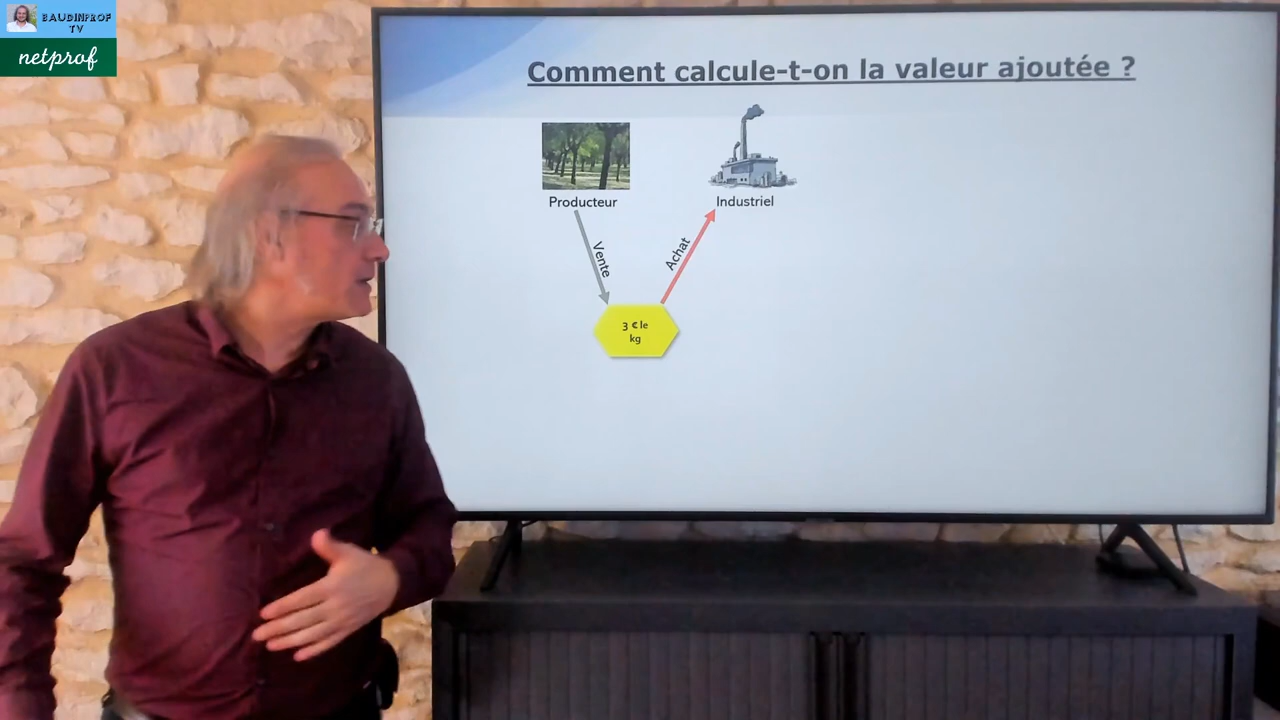 BAUDINPROF
TV
netprof
Comment calcule-t-on la valeur ajoutée ?
Producteur
Industriel
Vente
Achat
3 € le
kg